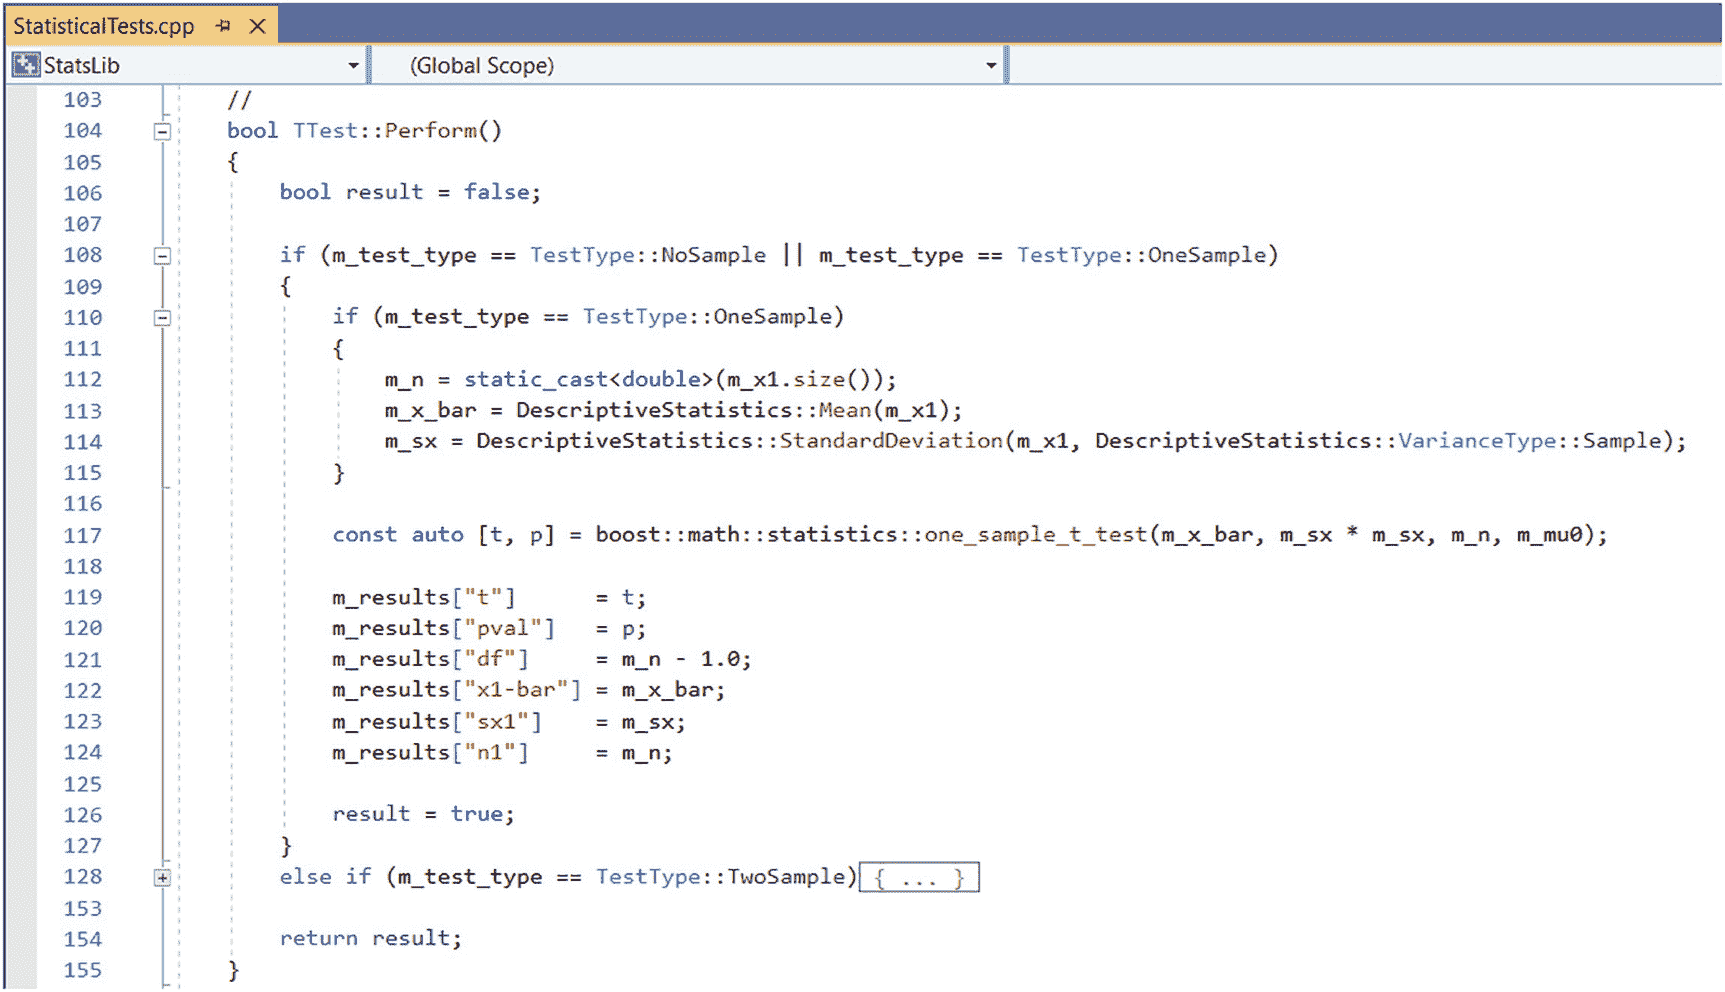 StatisticalTests.cpp
StatsLib (Global Scope)
103 //
104 bool TTest::Perform()
105 {
106 bool result = false;
107
108 if (m_test_type == TestType::NoSample || m_test_type == TestType::OneSample)
109 {
110 if (m_test_type == TestType::OneSample)
111 {
112 m_n = static_cast<double>(m_x1.size());
113 m_x_bar = DescriptiveStatistics::Mean(m_x1);
114 m_sx = DescriptiveStatistics::StandardDeviation(m_x1, DescriptiveStatistics::VarianceType::Sample);
115 }
116
117 const auto [t, p] = boost::math::statistics::one_sample_t_test(m_x_bar, m_sx * m_sx, m_n, m_mu0);
118
119 m_results["t"] = t;
120 m_results["pval"] = p;
121 m_results["df"] = m_n - 1.0;
122 m_results["x1-bar"] = m_x_bar;
123 m_results["sx1"] = m_sx;
124 m_results["n1"] = m_n;
125
126 result = true;
127 }
128 else if (m_test_type == TestType::TwoSample) { ... }
153
154 return result;
155 }